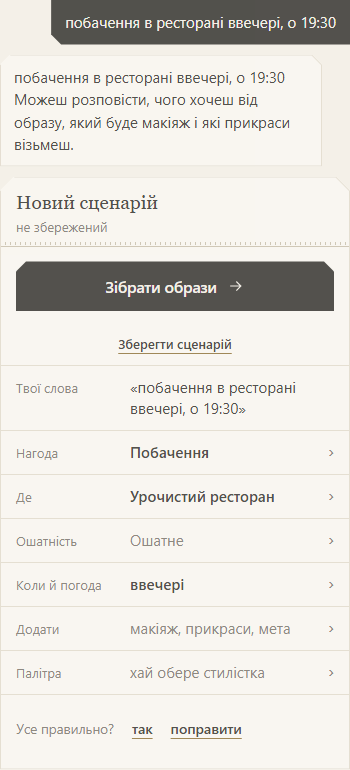 побачення в ресторані ввечері, о 19:30
побачення в ресторані ввечері, о 19:30
Можеш розповісти, чого хочеш від
образу, який буде макіяж і які прикраси
візьмеш.
Новий сценарій
не збережений
Зібрати образи →
Зберегти сценарій
Твої слова «побачення в ресторані
ввечері, о 19:30»
Нагода Побачення ›
Де Урочистий ресторан ›
Ошатність Ошатне ›
Коли й погода ввечері ›
Додати макіяж, прикраси, мета ›
Палітра хай обере стилістка ›
Усе правильно? так поправити